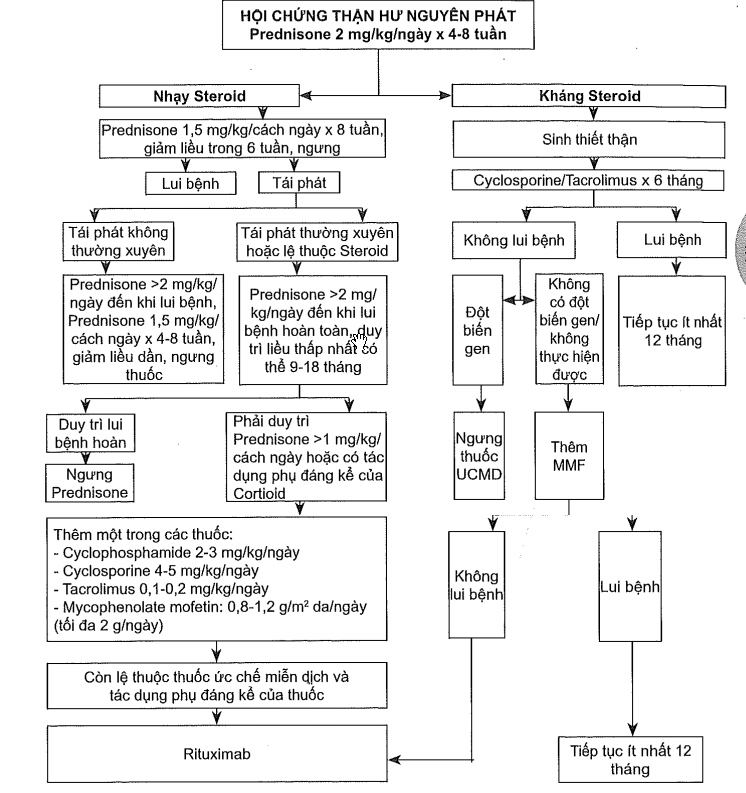 HỘI CHỨNG THẬN HƯ NGUYÊN PHÁT
Prednisone 2 mg/kg/ngày x 4-8 tuần
Nhạy Steroid
Kháng Steroid
Prednisone 1,5 mg/kg/cách ngày x 8 tuần,
giảm liều trong 6 tuần, ngưng
Sinh thiết thận
Lui bệnh
Tái phát
Cyclosporine/Tacrolimus x 6 tháng
Tái phát không
thường xuyên
Tái phát thường xuyên
hoặc lệ thuộc Steroid
Không lui bệnh
Lui bệnh
Prednisone >2 mg/kg/
ngày đến khi lui bệnh,
Prednisone 1,5 mg/kg/
cách ngày x 4-8 tuần,
giảm liều dần, ngưng
thuốc
Prednisone >2 mg/
kg/ngày đến khi lui
bệnh hoàn toàn, duy
trì liều thấp nhất có
thể 9-18 tháng
Đột
biến
gen
Không
có đột
biến gen/
không
thực hiện
được
Tiếp tục ít nhất
12 tháng
Duy trì lui
bệnh hoàn
Phải duy trì
Prednisone >1 mg/kg/
cách ngày hoặc có tác
dụng phụ đáng kể của
Cortioid
Ngưng
thuốc
UCMD
Thêm
MMF
Ngưng
Prednisone
Thêm một trong các thuốc:
- Cyclophosphamide 2-3 mg/kg/ngày
- Cyclosporine 4-5 mg/kg/ngày
- Tacrolimus 0,1-0,2 mg/kg/ngày
- Mycophenolate mofetin: 0,8-1,2 g/m² da/ngày
(tối đa 2 g/ngày)
Không
lui bệnh
Lui bệnh
Còn lệ thuộc thuốc ức chế miễn dịch và
tác dụng phụ đáng kể của thuốc
Rituximab
Tiếp tục ít nhất 12
tháng